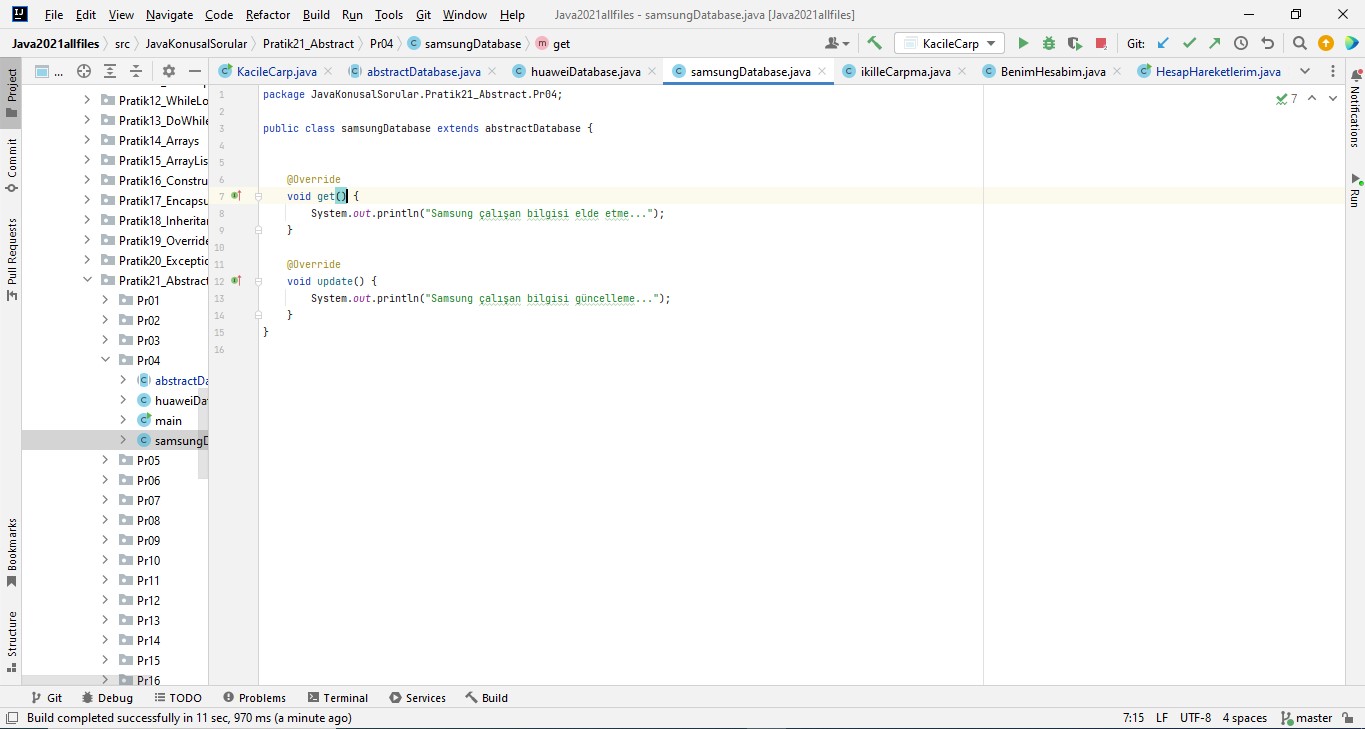 File Edit View Navigate Code Refactor Build Run Tools Git Window Help Java2021allfiles - samsungDatabase.java [Java2021allfiles]
Java2021allfiles src JavaKonusalSorular Pratik21_Abstract Pr04 samsungDatabase get KacileCarp Git:
... KacileCarp.java abstractDatabase.java huaweiDatabase.java samsungDatabase.java ikilleCarpma.java BenimHesabim.java HesapHareketlerim.java
Project
Commit
Pull Requests
Bookmarks
Structure
Pratik12_WhileLo
Pratik13_DoWhile
Pratik14_Arrays
Pratik15_ArrayLis
Pratik16_Constru
Pratik17_Encapsu
Pratik18_Inheritan
Pratik19_Override
Pratik20_Exceptio
Pratik21_Abstract
Pr01
Pr02
Pr03
Pr04
abstractDa
huaweiDat
main
samsungD
Pr05
Pr06
Pr07
Pr08
Pr09
Pr10
Pr11
Pr12
Pr13
Pr14
Pr15
Pr16
1 package JavaKonusalSorular.Pratik21_Abstract.Pr04;
2
3 public class samsungDatabase extends abstractDatabase {
4
5
6 @Override
7 void get() {
8 System.out.println("Samsung çalışan bilgisi elde etme...");
9 }
10
11 @Override
12 void update() {
13 System.out.println("Samsung çalışan bilgisi güncelleme...");
14 }
15 }
16
7
Notifications
Run
Git Debug TODO Problems Terminal Services Build
Build completed successfully in 11 sec, 970 ms (a minute ago) 7:15 LF UTF-8 4 spaces master